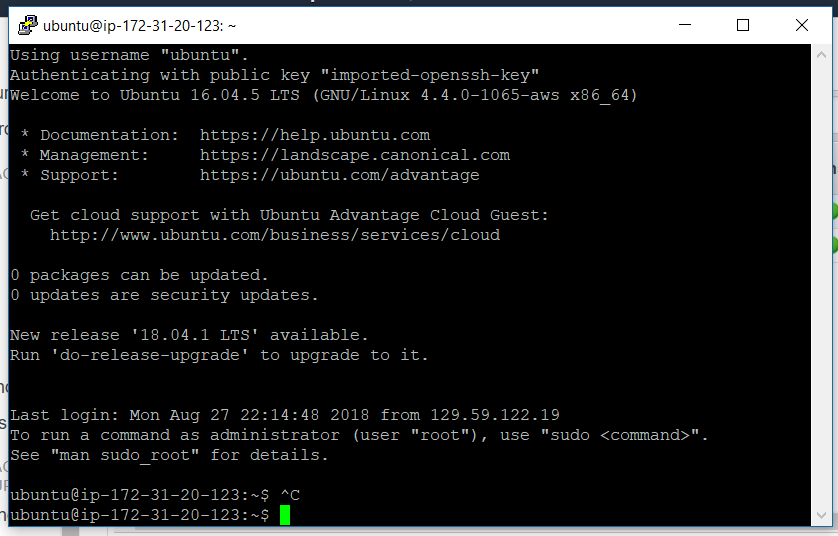 ubuntu@ip-172-31-20-123: ~
Using username "ubuntu".
Authenticating with public key "imported-openssh-key"
Welcome to Ubuntu 16.04.5 LTS (GNU/Linux 4.4.0-1065-aws x86_64)
* Documentation:  https://help.ubuntu.com
* Management:     https://landscape.canonical.com
* Support:        https://ubuntu.com/advantage
Get cloud support with Ubuntu Advantage Cloud Guest:
http://www.ubuntu.com/business/services/cloud
0 packages can be updated.
0 updates are security updates.
New release '18.04.1 LTS' available.
Run 'do-release-upgrade' to upgrade to it.
Last login: Mon Aug 27 22:14:48 2018 from 129.59.122.19
To run a command as administrator (user "root"), use "sudo <command>".
See "man sudo_root" for details.
ubuntu@ip-172-31-20-123:~$ ^C
ubuntu@ip-172-31-20-123:~$